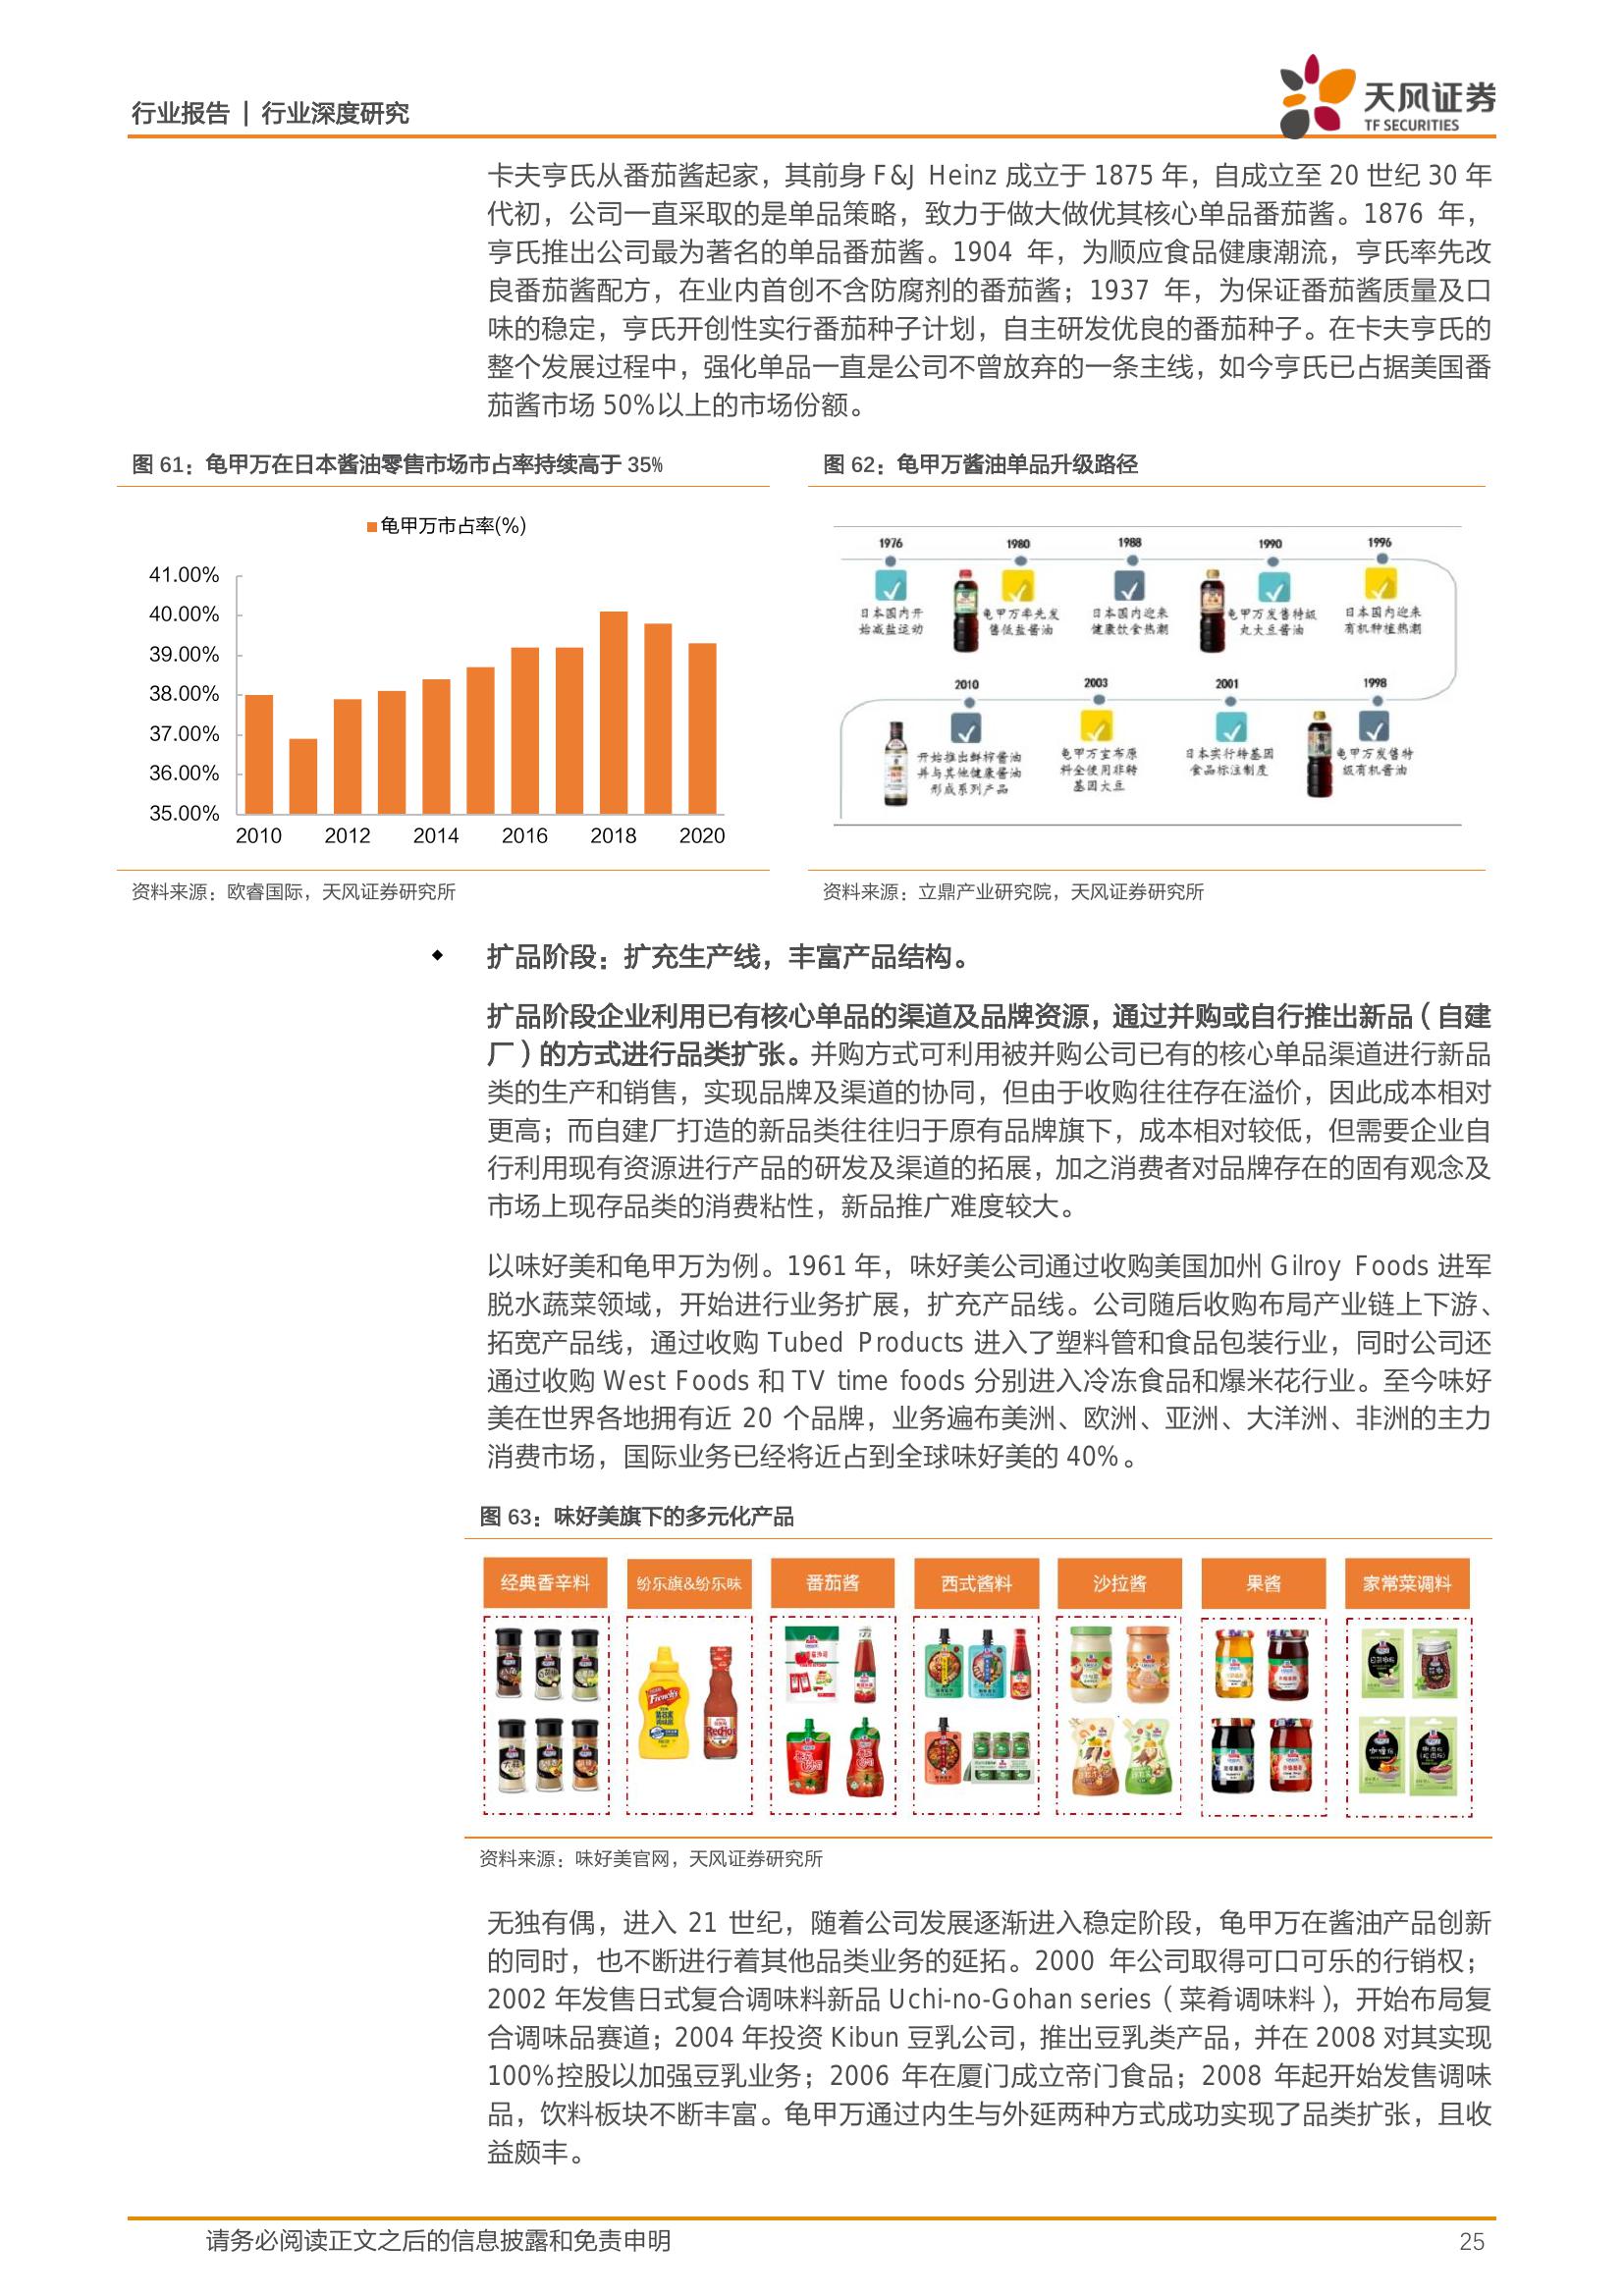 行业报告 | 行业深度研究
天风证券
TF SECURITIES
卡夫亨氏从番茄酱起家，其前身 F&J Heinz 成立于 1875 年，自成立至 20 世纪 30 年
代初，公司一直采取的是单品策略，致力于做大做优其核心单品番茄酱。1876 年，
亨氏推出公司最为著名的单品番茄酱。1904 年，为顺应食品健康潮流，亨氏率先改
良番茄酱配方，在业内首创不含防腐剂的番茄酱；1937 年，为保证番茄酱质量及口
味的稳定，亨氏开创性实行番茄种子计划，自主研发优良的番茄种子。在卡夫亨氏的
整个发展过程中，强化单品一直是公司不曾放弃的一条主线，如今亨氏已占据美国番
茄酱市场 50%以上的市场份额。
图 61：龟甲万在日本酱油零售市场市占率持续高于 35%
龟甲万市占率(%)
41.00%
40.00%
39.00%
38.00%
37.00%
36.00%
35.00%
2010 2012 2014 2016 2018 2020
资料来源：欧睿国际，天风证券研究所
图 62：龟甲万酱油单品升级路径
1976 1980 1988 1990 1996
日本国内开
始减盐运动
龟甲万率先发
售低盐酱油
日本国内迎来
健康饮食热潮
龟甲万发售特级
丸大豆酱油
日本国内迎来
有机种植热潮
2010 2003 2001 1998
开始推出鲜榨酱油
并与其他健康酱油
形成系列产品
龟甲万宣布原
料全使用非转
基因大豆
日本实行转基因
食品标注制度
龟甲万发售特
级有机酱油
资料来源：立鼎产业研究院，天风证券研究所
◆ 扩品阶段：扩充生产线，丰富产品结构。
扩品阶段企业利用已有核心单品的渠道及品牌资源，通过并购或自行推出新品（自建
厂）的方式进行品类扩张。并购方式可利用被并购公司已有的核心单品渠道进行新品
类的生产和销售，实现品牌及渠道的协同，但由于收购往往存在溢价，因此成本相对
更高；而自建厂打造的新品类往往归于原有品牌旗下，成本相对较低，但需要企业自
行利用现有资源进行产品的研发及渠道的拓展，加之消费者对品牌存在的固有观念及
市场上现存品类的消费粘性，新品推广难度较大。
以味好美和龟甲万为例。1961 年，味好美公司通过收购美国加州 Gilroy Foods 进军
脱水蔬菜领域，开始进行业务扩展，扩充产品线。公司随后收购布局产业链上下游、
拓宽产品线，通过收购 Tubed Products 进入了塑料管和食品包装行业，同时公司还
通过收购 West Foods 和 TV time foods 分别进入冷冻食品和爆米花行业。至今味好
美在世界各地拥有近 20 个品牌，业务遍布美洲、欧洲、亚洲、大洋洲、非洲的主力
消费市场，国际业务已经将近占到全球味好美的 40%。
图 63：味好美旗下的多元化产品
经典香辛料 纷乐旗&纷乐味 番茄酱 西式酱料 沙拉酱 果酱 家常菜调料
French's
RedHot
资料来源：味好美官网，天风证券研究所
无独有偶，进入 21 世纪，随着公司发展逐渐进入稳定阶段，龟甲万在酱油产品创新
的同时，也不断进行着其他品类业务的延拓。2000 年公司取得可口可乐的行销权；
2002 年发售日式复合调味料新品 Uchi-no-Gohan series（菜肴调味料），开始布局复
合调味品赛道；2004 年投资 Kibun 豆乳公司，推出豆乳类产品，并在 2008 对其实现
100%控股以加强豆乳业务；2006 年在厦门成立帝门食品；2008 年起开始发售调味
品，饮料板块不断丰富。龟甲万通过内生与外延两种方式成功实现了品类扩张，且收
益颇丰。
请务必阅读正文之后的信息披露和免责申明
25